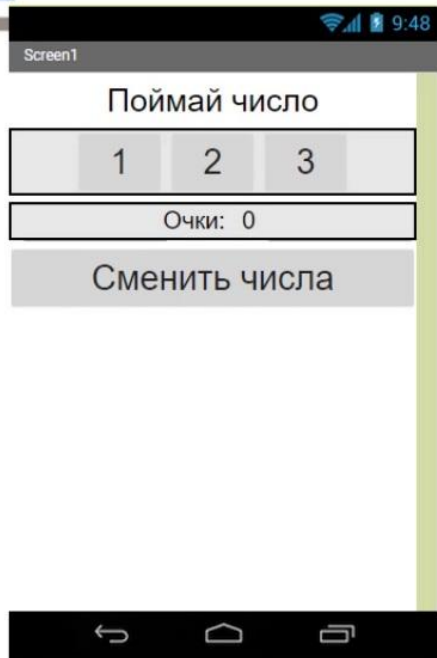 9:48
Screen1
Поймай число
1 2 3
Очки: 0
Сменить числа